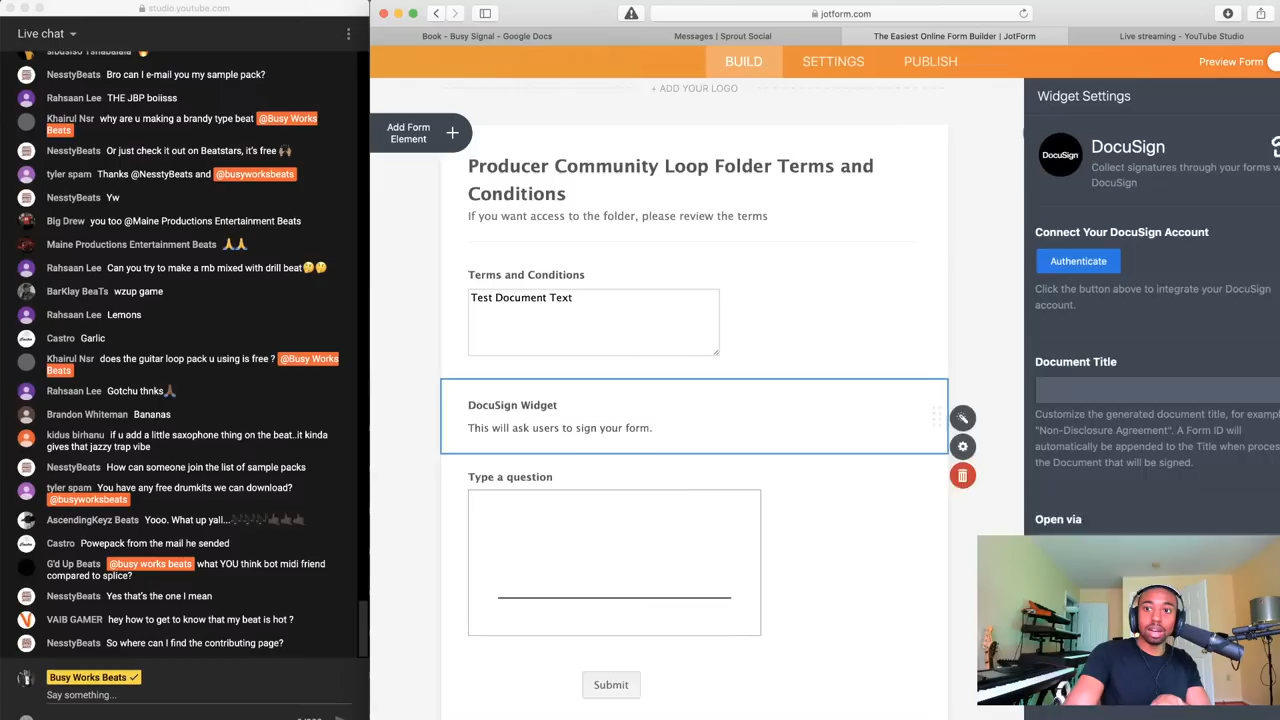 studio.youtube.com
Live chat
sibusiso Tshabalala
NesstyBeats Bro can I e-mail you my sample pack?
Rahsaan Lee THE JBP boiisss
Khairul Nsr why are u making a brandy type beat @Busy Works
Beats
NesstyBeats Or just check it out on Beatstars, it's free
tyler spam Thanks @NesstyBeats and @busyworksbeats
NesstyBeats Yw
Big Drew you too @Maine Productions Entertainment Beats
Maine Productions Entertainment Beats
Rahsaan Lee Can you try to make a rnb mixed with drill beat
BarKlay BeaTs wzup game
Rahsaan Lee Lemons
Castro Garlic
Khairul Nsr does the guitar loop pack u using is free ? @Busy Works
Beats
Rahsaan Lee Gotchu thnks
Brandon Whiteman Bananas
kidus birhanu if u add a little saxophone thing on the beat..it kinda
gives that jazzy trap vibe
NesstyBeats How can someone join the list of sample packs
tyler spam You have any free drumkits we can download?
@busyworksbeats
AscendingKeyz Beats Yooo. What up yall...
Castro Powepack from the mail he sended
G'd Up Beats @busy works beats what YOU think bot midi friend
compared to splice?
NesstyBeats Yes that's the one I mean
VAIB GAMER hey how to get to know that my beat is hot ?
NesstyBeats So where can I find the contributing page?
Busy Works Beats
Say something...
jotform.com
Book - Busy Signal - Google Docs
Messages | Sprout Social
The Easiest Online Form Builder | JotForm
Live streaming - YouTube Studio
BUILD
SETTINGS
PUBLISH
Preview Form
+ ADD YOUR LOGO
Add Form
Element
Producer Community Loop Folder Terms and
Conditions
If you want access to the folder, please review the terms
Terms and Conditions
Test Document Text
DocuSign Widget
This will ask users to sign your form.
Type a question
Submit
Widget Settings
DocuSign
DocuSign
Collect signatures through your forms w
DocuSign
Connect Your DocuSign Account
Authenticate
Click the button above to integrate your DocuSign
account.
Document Title
Customize the generated document title, for example
"Non-Disclosure Agreement". A Form ID will
automatically be appended to the Title when proces
the Document that will be signed.
Open via